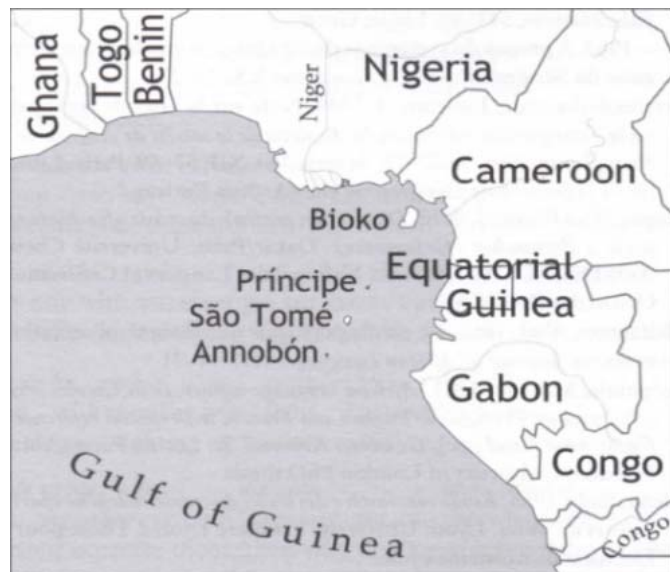 Ghana
Togo
Benin
Niger
Nigeria
Cameroon
Bioko
Equatorial
Guinea
Príncipe
São Tomé
Annobón
Gabon
Congo
Gulf of Guinea
Congo